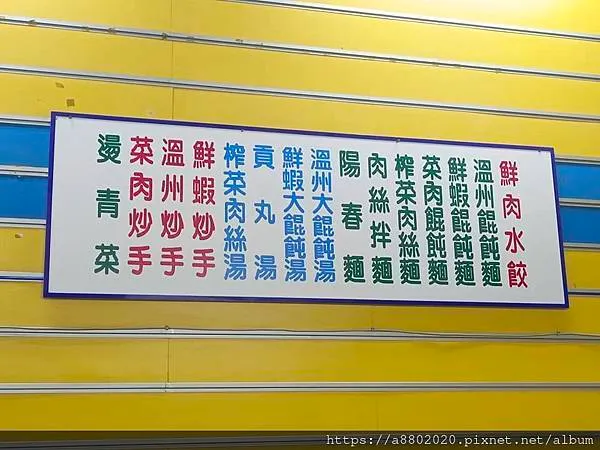 鮮肉水餃
溫州餛飩麵
鮮蝦餛飩麵
菜肉餛飩麵
榨菜肉絲麵
肉絲拌麵
陽春麵
溫州大餛飩湯
鮮蝦大餛飩湯
貢丸湯
榨菜肉絲湯
鮮蝦炒手
溫州炒手
菜肉炒手
燙青菜
https://a8802020.pixnet.net/album